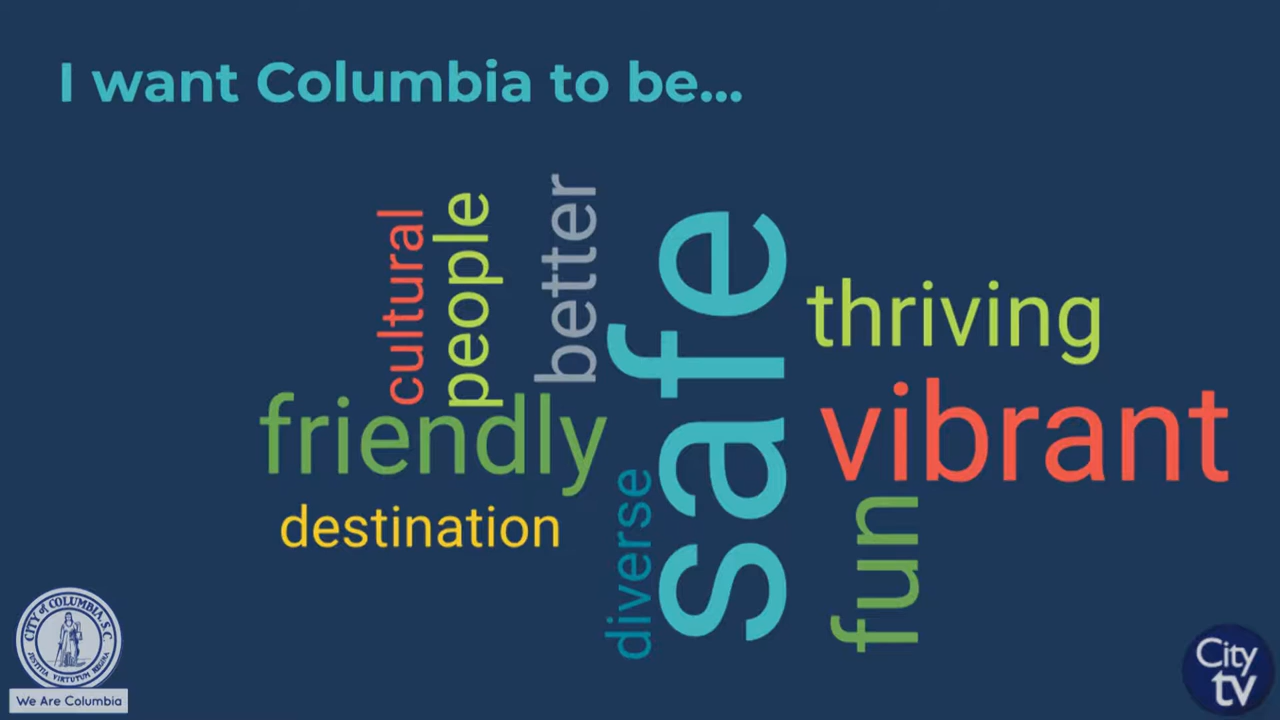 I want Columbia to be...
cultural
people
better
safe
thriving
friendly
vibrant
destination
diverse
fun
CITY of COLUMBIA, S.C.
JUSTITIA VIRTUTUM REGINA
We Are Columbia
City
tv